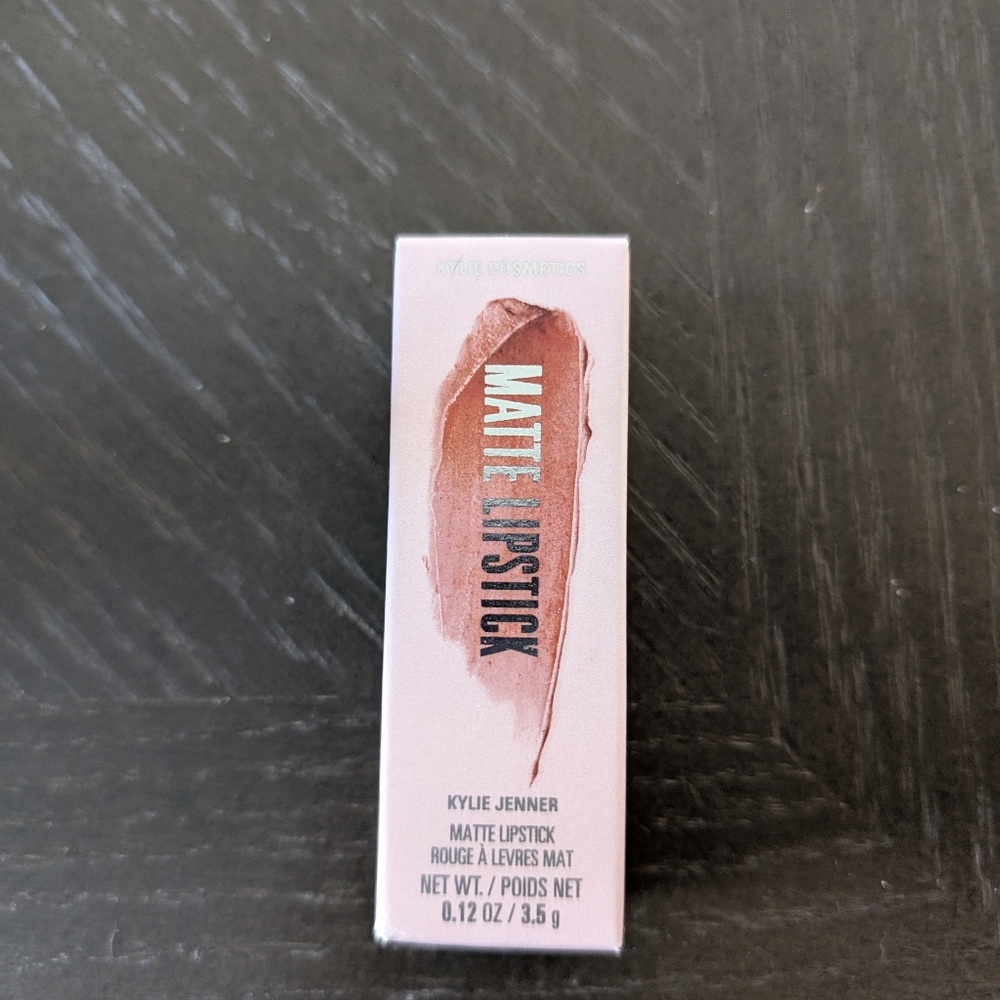 KYLIE COSMETICS
MATTE LIPSTICK
KYLIE JENNER
MATTE LIPSTICK
ROUGE À LEVRES MAT
NET WT. / POIDS NET
0.12 OZ / 3.5 g